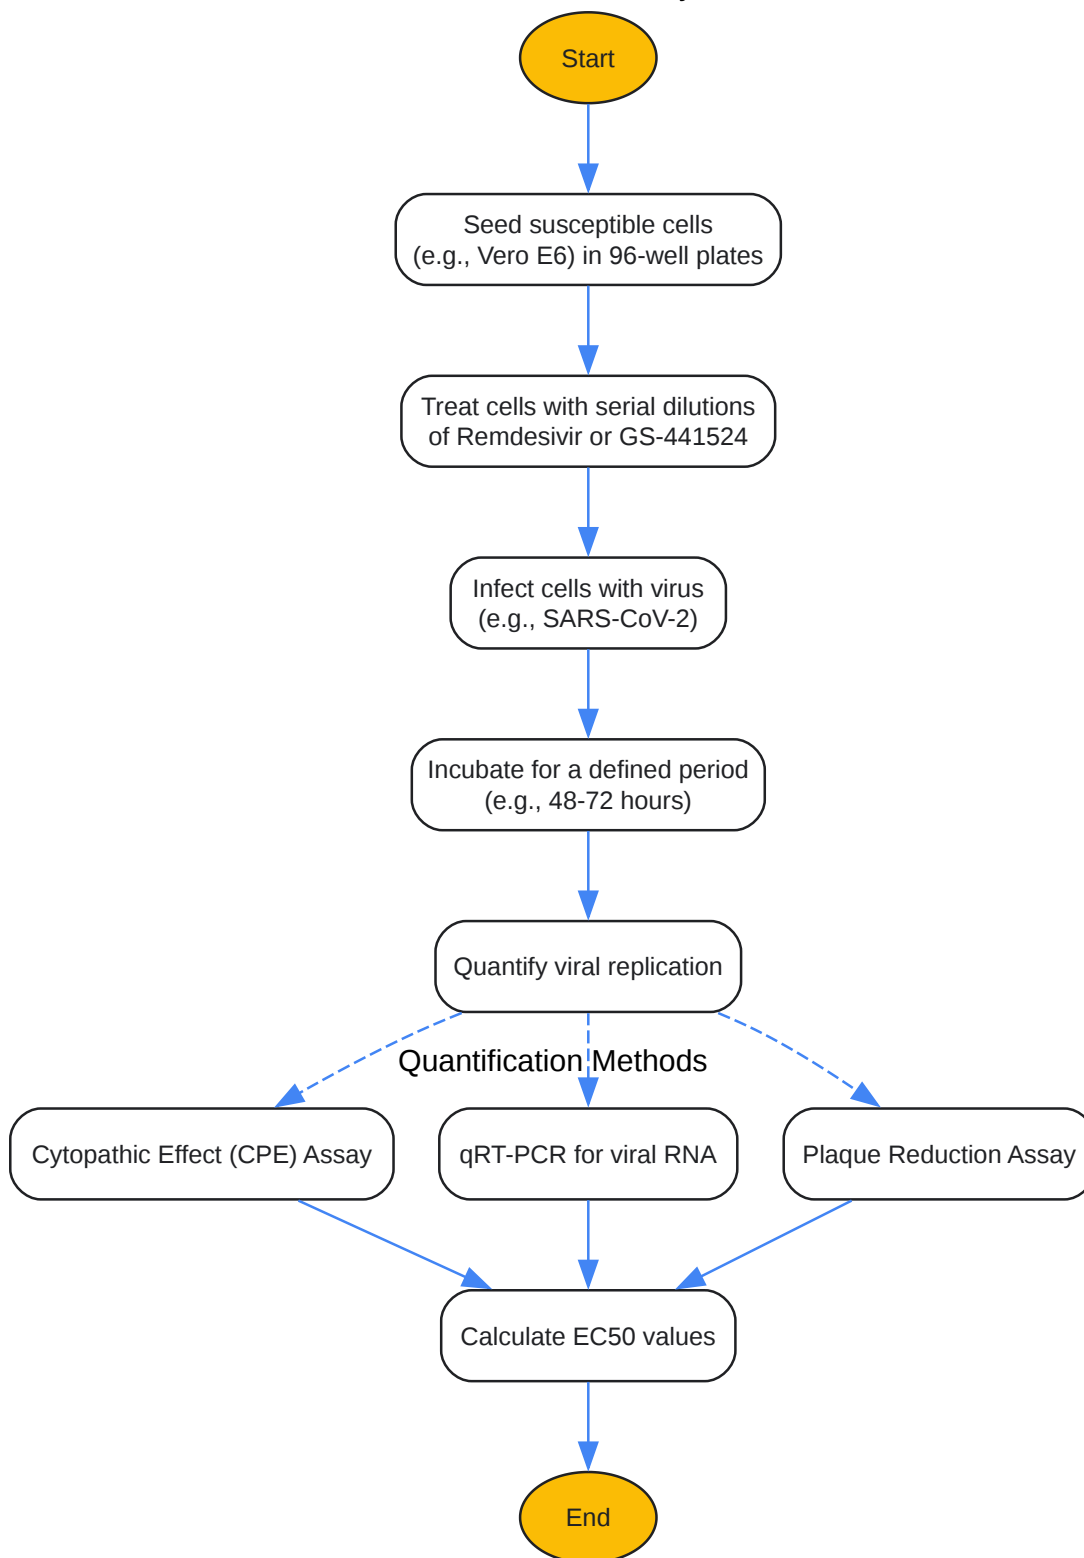 Start
Seed susceptible cells
(e.g., Vero E6) in 96-well plates
Treat cells with serial dilutions
of Remdesivir or GS-441524
Infect cells with virus
(e.g., SARS-CoV-2)
Incubate for a defined period
(e.g., 48-72 hours)
Quantify viral replication
Quantification Methods
Cytopathic Effect (CPE) Assay
qRT-PCR for viral RNA
Plaque Reduction Assay
Calculate EC50 values
End